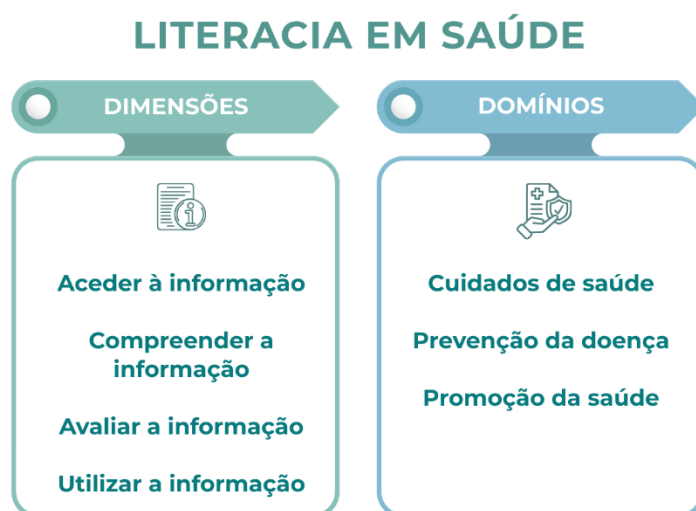 LITERACIA EM SAÚDE
DIMENSÕES
Aceder à informação
Compreender a
informação
Avaliar a informação
Utilizar a informação
DOMÍNIOS
Cuidados de saúde
Prevenção da doença
Promoção da saúde